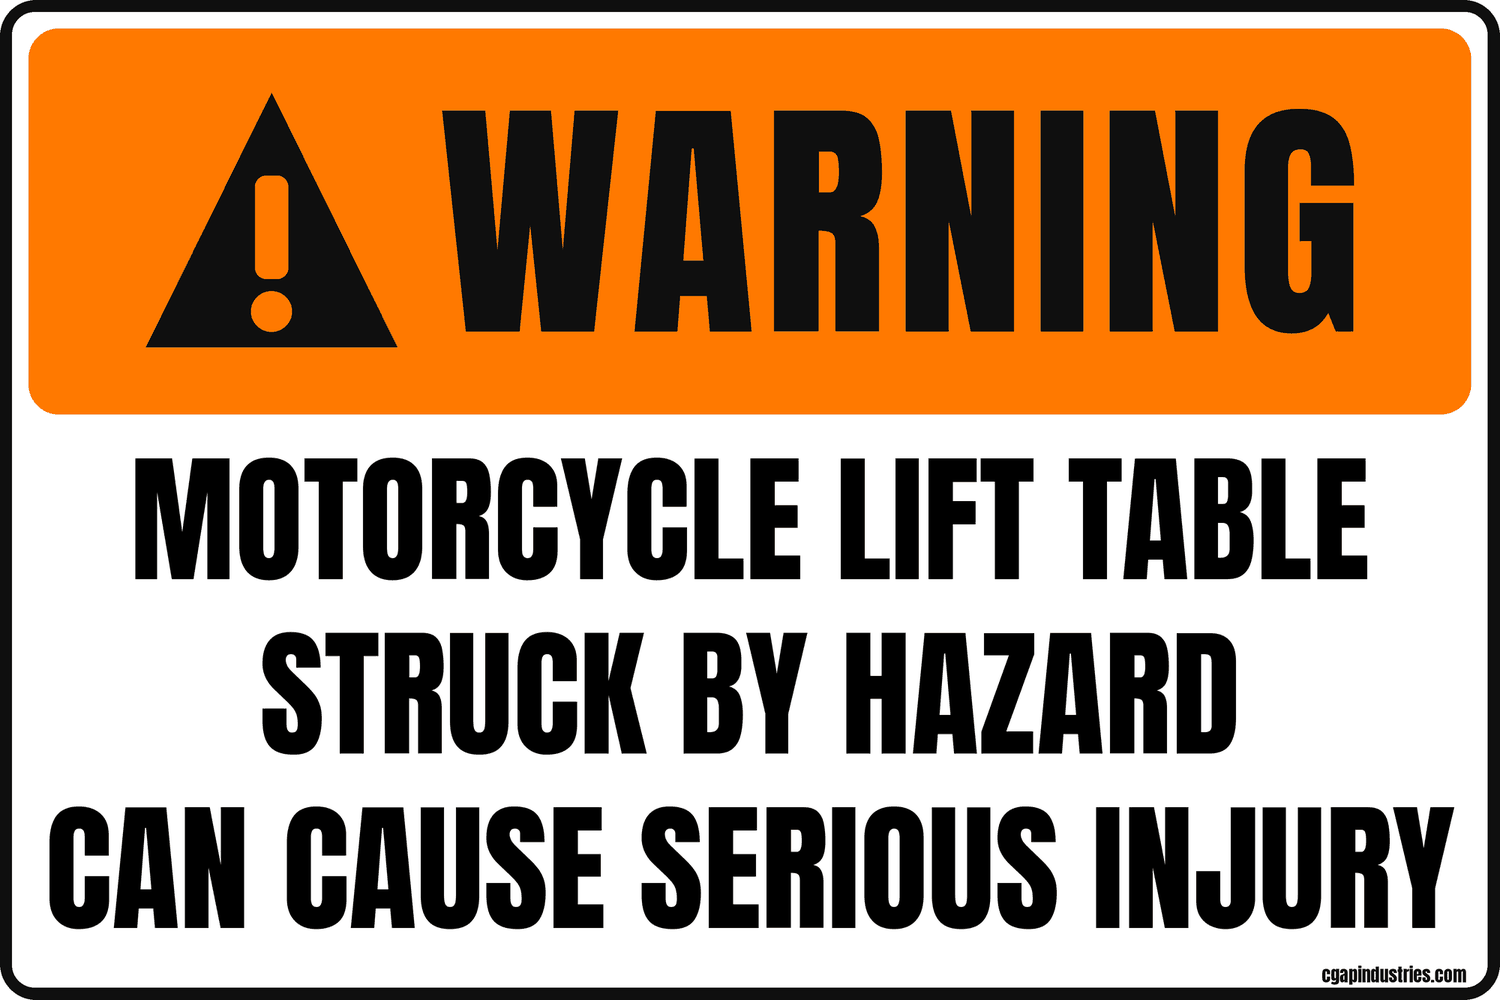 WARNING
MOTORCYCLE LIFT TABLE
STRUCK BY HAZARD
CAN CAUSE SERIOUS INJURY
cgapindustries.com